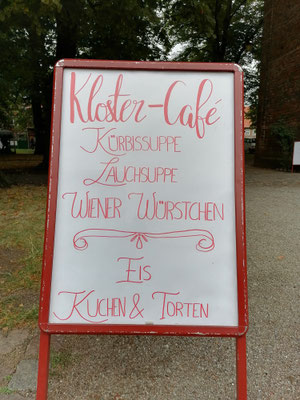 Kloster-Café
KÜRBISSUPPE
LAUCHSUPPE
WIENER WÜRSTCHEN
EIS
KUCHEN & TORTEN